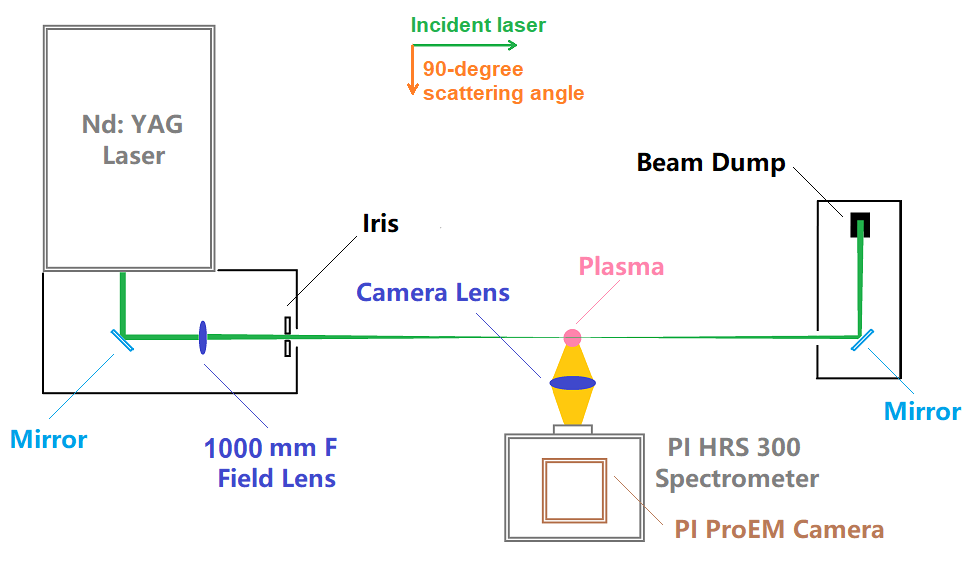 Incident laser
90-degree
scattering angle
Nd: YAG
Laser
Beam Dump
Iris
Plasma
Camera Lens
Mirror
Mirror
1000 mm F
Field Lens
PI HRS 300
Spectrometer
PI ProEM Camera